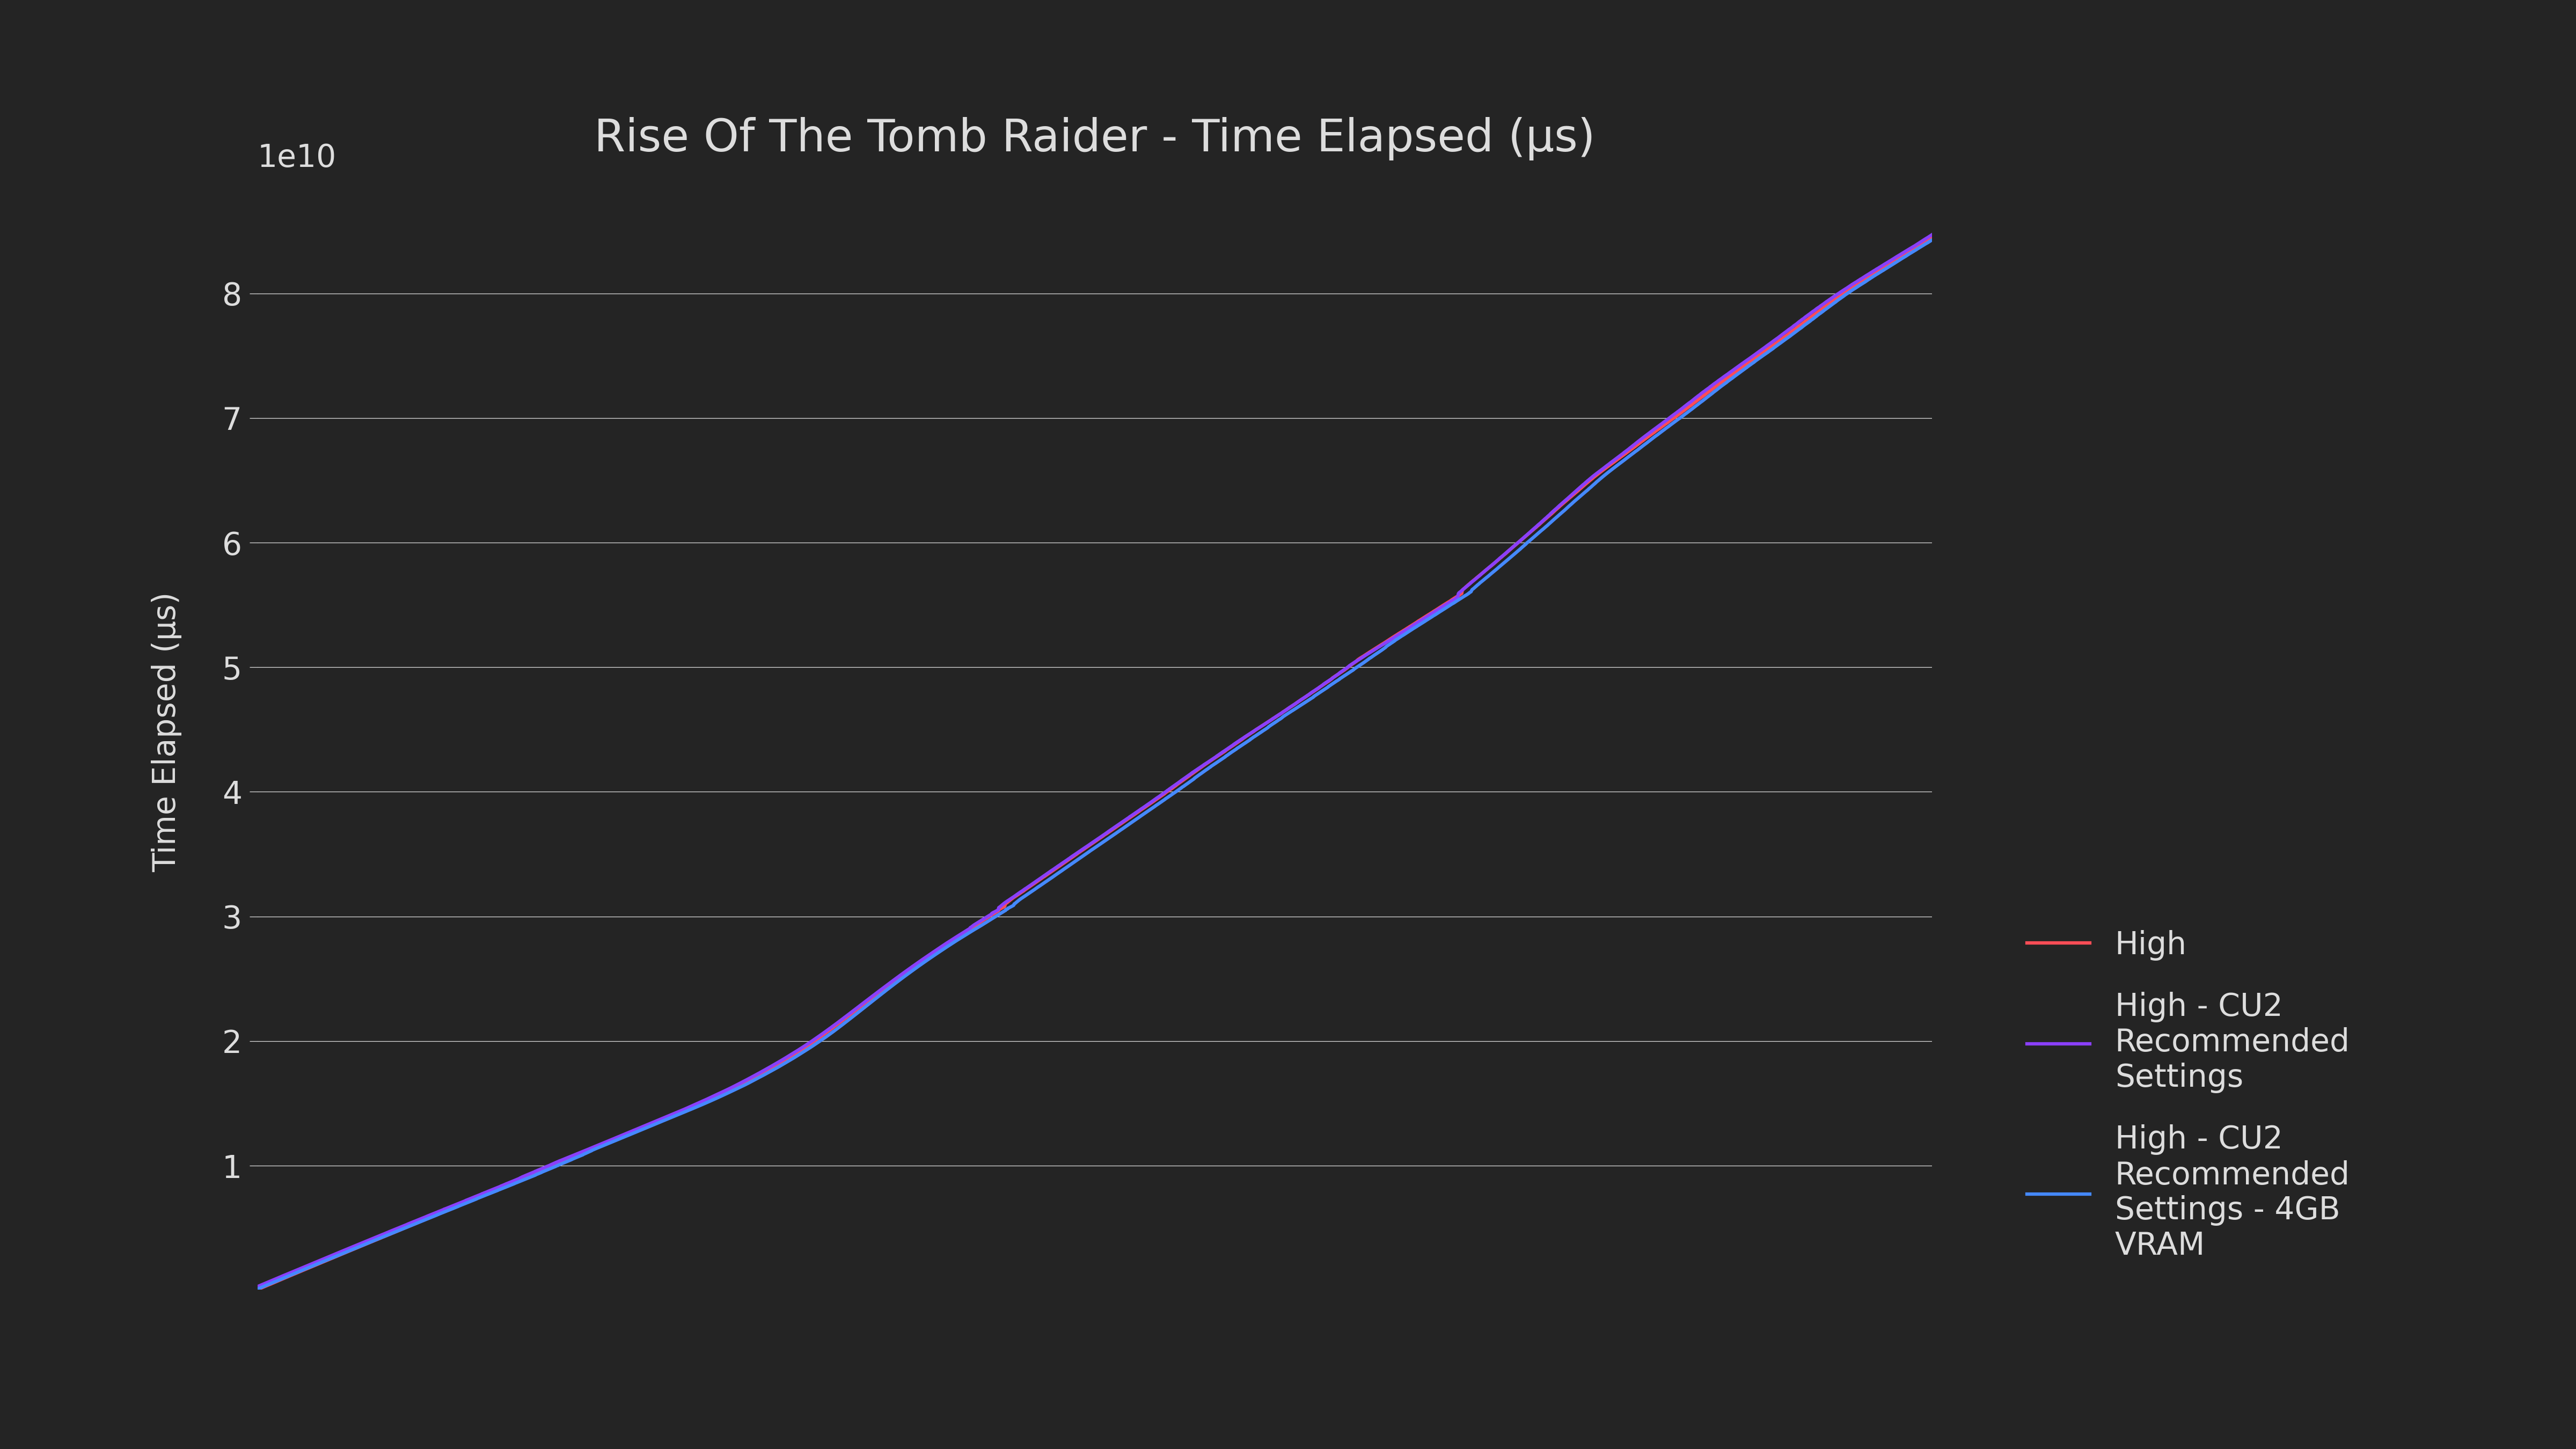 Rise Of The Tomb Raider - Time Elapsed (µs)
1e10
8
7
6
5
4
3
2
1
Time Elapsed (µs)
High
High - CU2
Recommended
Settings
High - CU2
Recommended
Settings - 4GB
VRAM